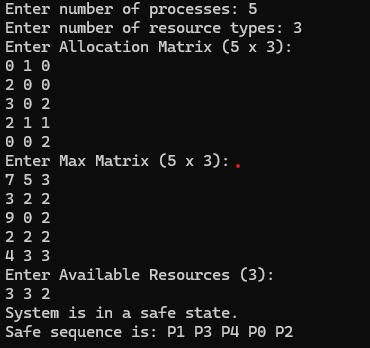 Enter number of processes: 5
Enter number of resource types: 3
Enter Allocation Matrix (5 x 3):
0 1 0
2 0 0
3 0 2
2 1 1
0 0 2
Enter Max Matrix (5 x 3):
7 5 3
3 2 2
9 0 2
2 2 2
4 3 3
Enter Available Resources (3):
3 3 2
System is in a safe state.
Safe sequence is: P1 P3 P4 P0 P2